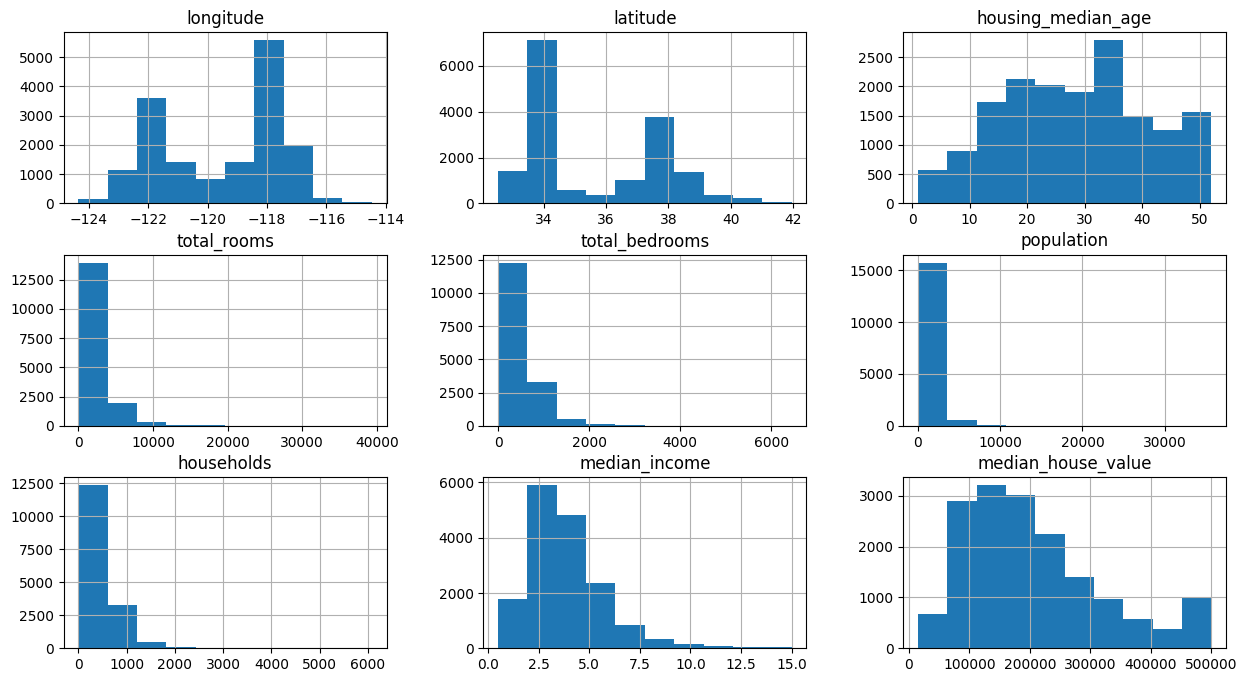 longitude
5000
4000
3000
2000
1000
0
−124 −122 −120 −118 −116 −114
latitude
6000
4000
2000
0
34 36 38 40 42
housing_median_age
2500
2000
1500
1000
500
0
0 10 20 30 40 50
total_rooms
12500
10000
7500
5000
2500
0
0 10000 20000 30000 40000
total_bedrooms
12500
10000
7500
5000
2500
0
0 2000 4000 6000
population
15000
10000
5000
0
0 10000 20000 30000
households
12500
10000
7500
5000
2500
0
0 1000 2000 3000 4000 5000 6000
median_income
6000
4000
2000
0
0.0 2.5 5.0 7.5 10.0 12.5 15.0
median_house_value
3000
2000
1000
0
0 100000 200000 300000 400000 500000